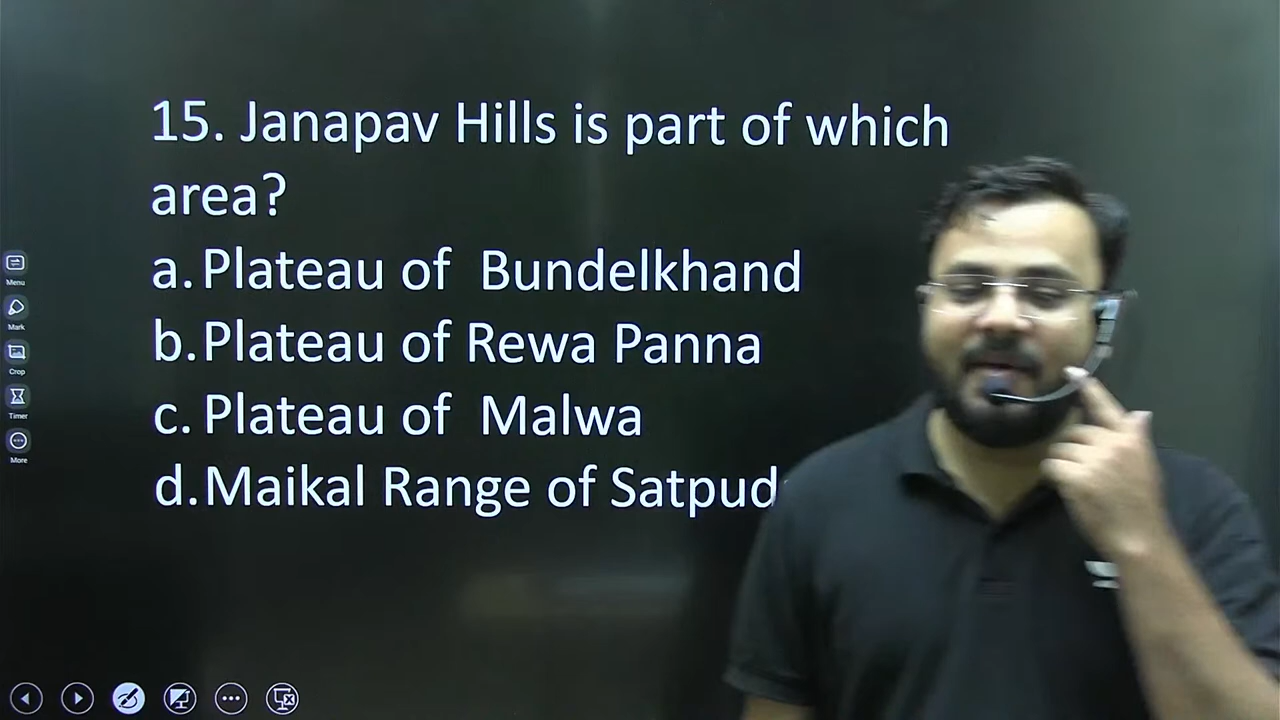 15. Janapav Hills is part of which
area?
a. Plateau of Bundelkhand
b. Plateau of Rewa Panna
c. Plateau of Malwa
d. Maikal Range of
Menu
Mark
Crop
Timer
More